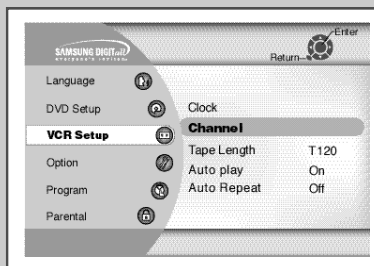 Enter
SAMSUNG DIGITall
everyone's invited
Return
Language
DVD Setup
Clock
VCR Setup
Channel
Tape Length T120
Option
Auto play On
Program
Auto Repeat Off
Parental